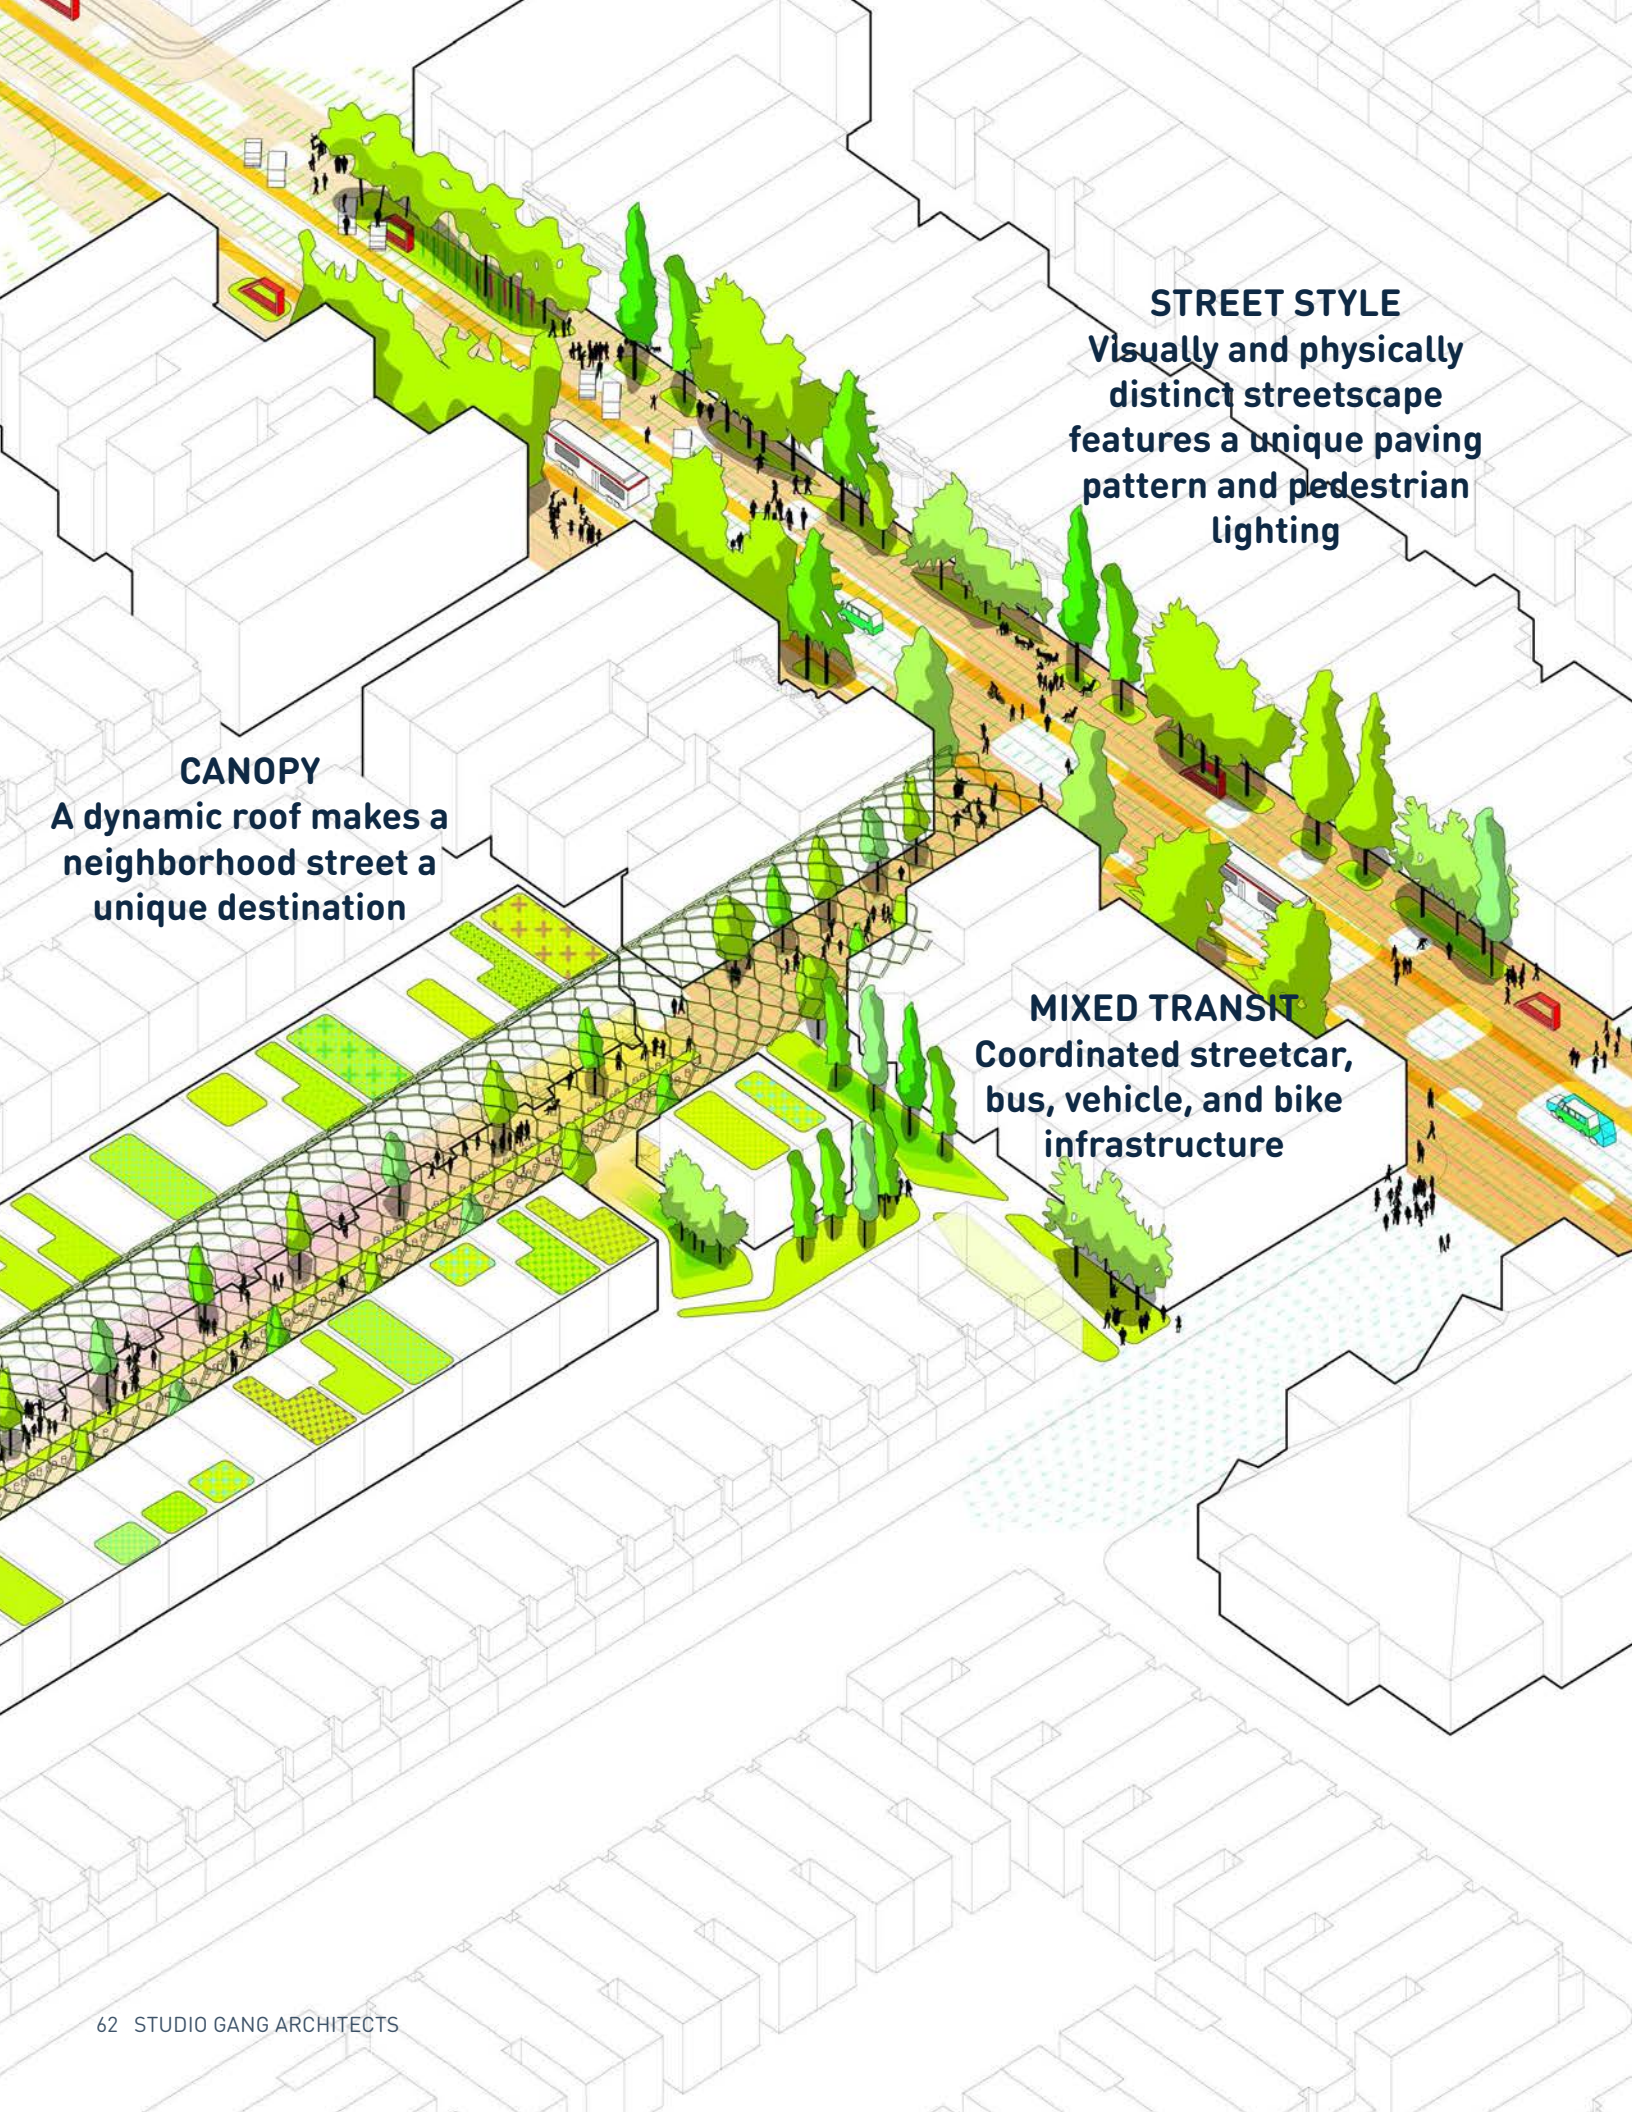 STREET STYLE
Visually and physically
distinct streetscape
features a unique paving
pattern and pedestrian
lighting
CANOPY
A dynamic roof makes a
neighborhood street a
unique destination
MIXED TRANSIT
Coordinated streetcar,
bus, vehicle, and bike
infrastructure
62 STUDIO GANG ARCHITECTS